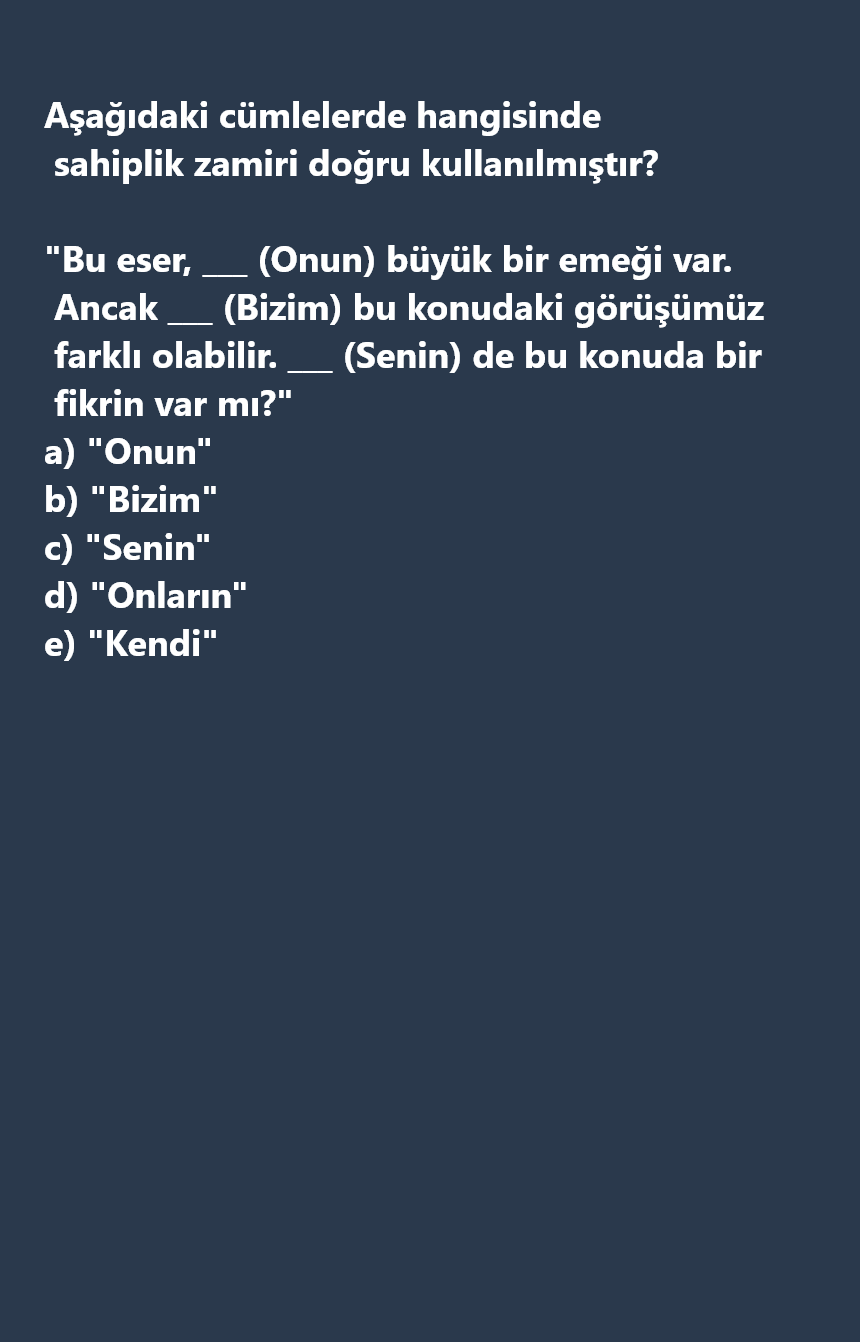 Aşağıdaki cümlelerde hangisinde
sahiplik zamiri doğru kullanılmıştır?
"Bu eser, ___ (Onun) büyük bir emeği var.
Ancak ___ (Bizim) bu konudaki görüşümüz
farklı olabilir. ___ (Senin) de bu konuda bir
fikrin var mı?"
a) "Onun"
b) "Bizim"
c) "Senin"
d) "Onların"
e) "Kendi"